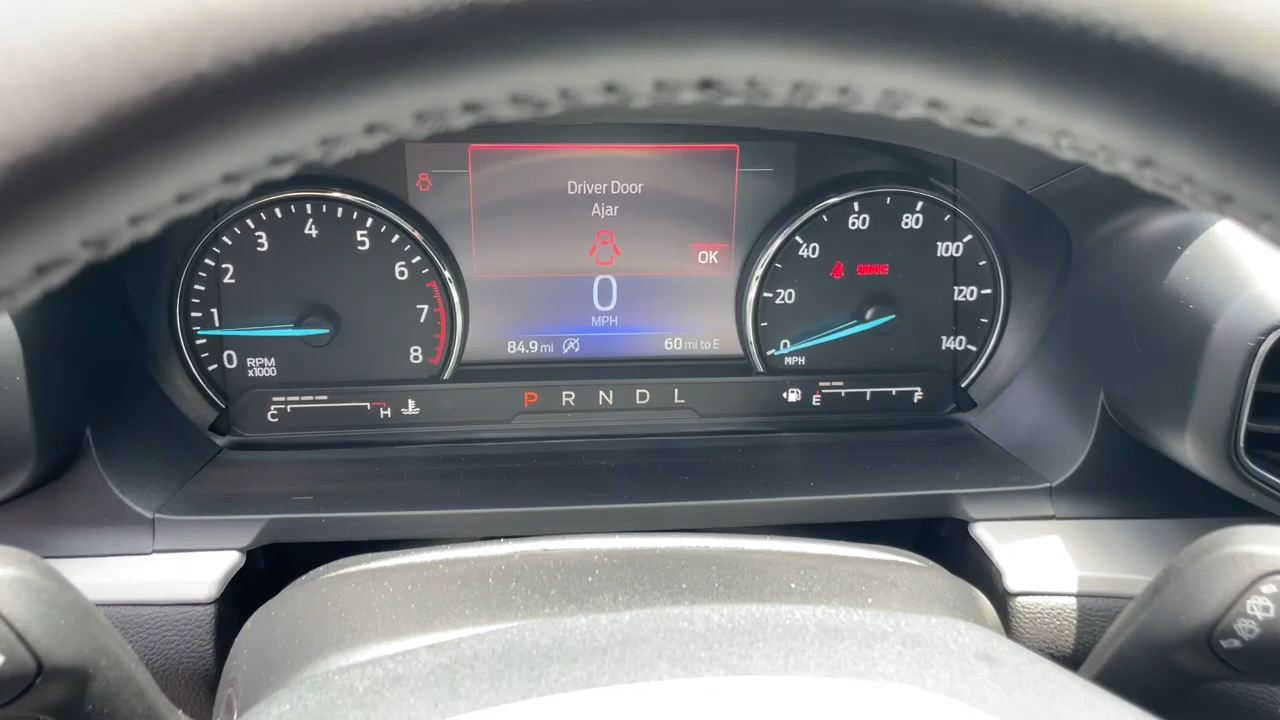 Driver Door
Ajar
OK
0
MPH
84.9 mi
60 mi to E
0
1
2
3
4
5
6
7
8
RPM
x1000
0
20
40
60
80
100
120
140
MPH
BRAKE
C
H
P R N D L
E
F